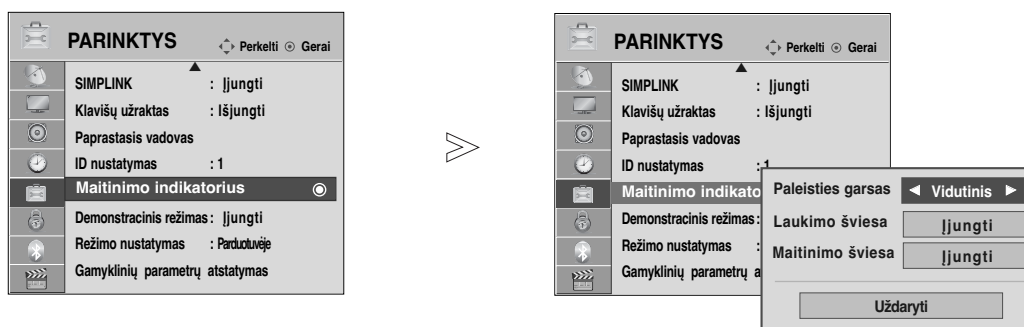 PARINKTYS Perkelti Gerai
SIMPLINK : Įjungti
Klavišų užraktas : Išjungti
Paprastasis vadovas
ID nustatymas : 1
Maitinimo indikatorius
Demonstracinis režimas : Įjungti
Režimo nustatymas : Parduotuvėje
Gamyklinių parametrų atstatymas
PARINKTYS Perkelti Gerai
SIMPLINK : Įjungti
Klavišų užraktas : Išjungti
Paprastasis vadovas
ID nustatymas : 1
Maitinimo indikato
Demonstracinis režimas :
Režimo nustatymas :
Gamyklinių parametrų a
Paleisties garsas ◄ Vidutinis ►
Laukimo šviesa Įjungti
Maitinimo šviesa Įjungti
Uždaryti